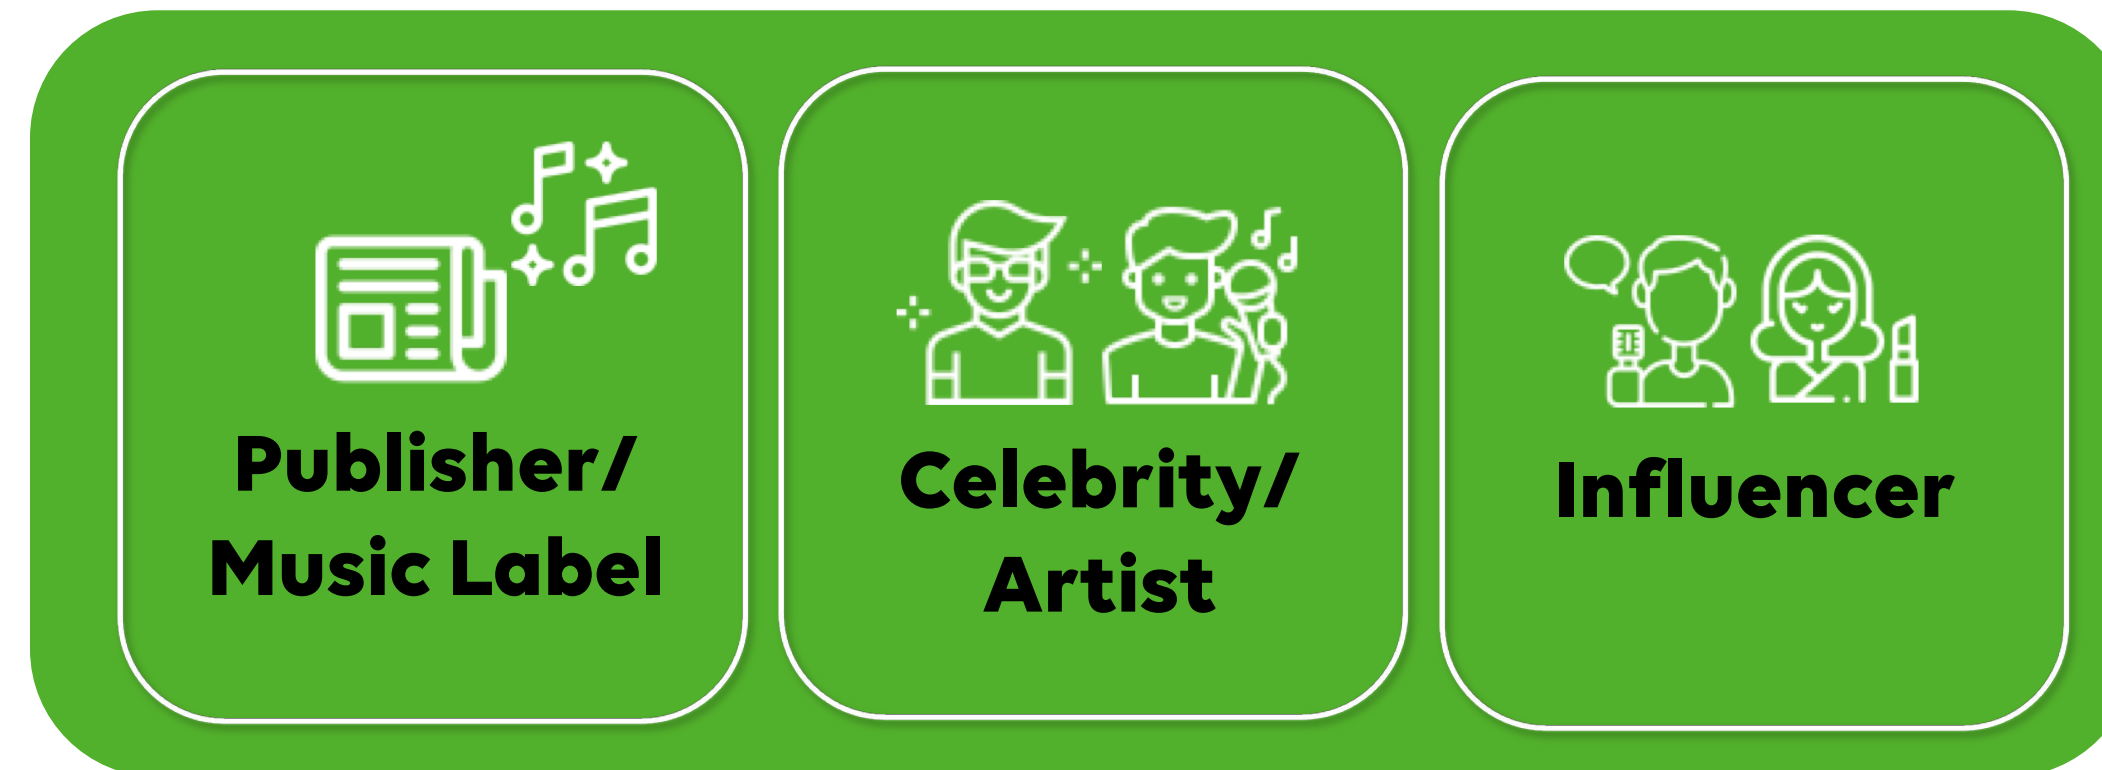 Publisher/
Music Label
Celebrity/
Artist
Influencer